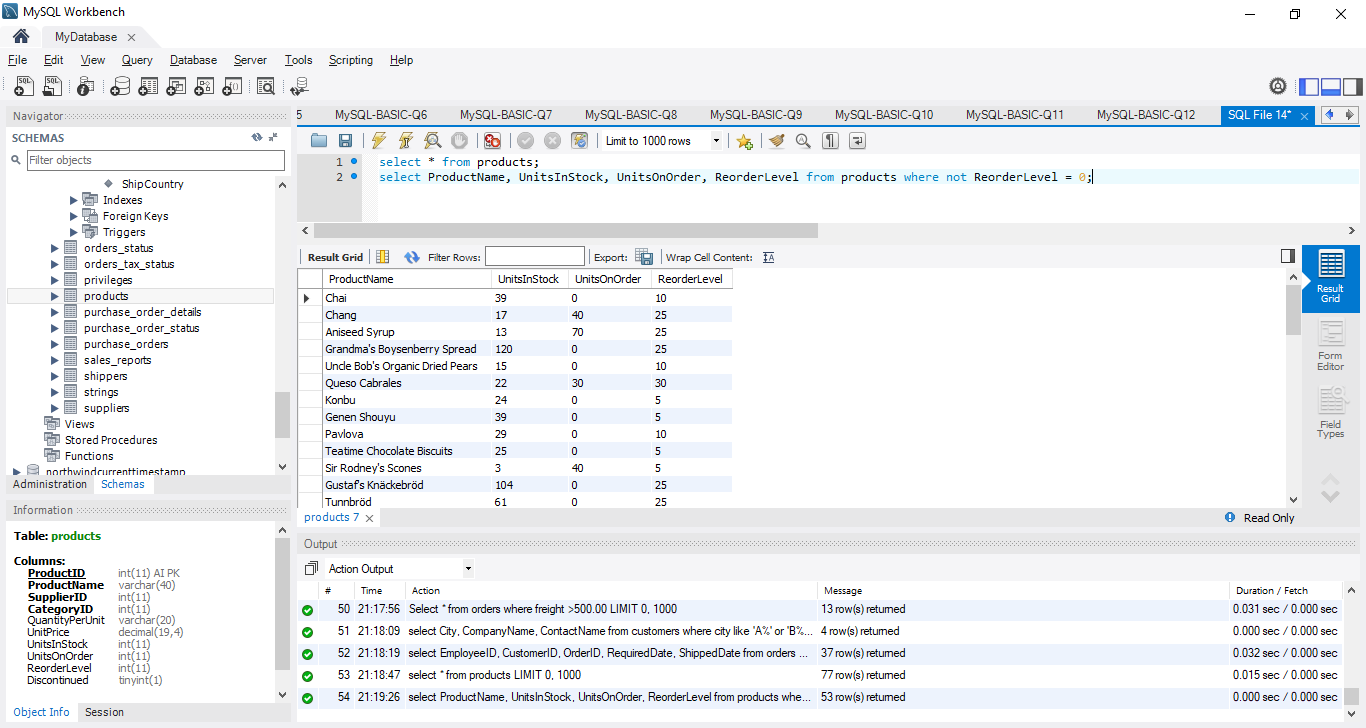 MySQL Workbench
MyDatabase
File Edit View Query Database Server Tools Scripting Help
Navigator
SCHEMAS
Filter objects
ShipCountry
Indexes
Foreign Keys
Triggers
orders_status
orders_tax_status
privileges
products
purchase_order_details
purchase_order_status
purchase_orders
sales_reports
shippers
strings
suppliers
Views
Stored Procedures
Functions
northwindcurrenttimestamp
Administration Schemas
Information
Table: products
Columns:
ProductID int(11) AI PK
ProductName varchar(40)
SupplierID int(11)
CategoryID int(11)
QuantityPerUnit varchar(20)
UnitPrice decimal(19,4)
UnitsInStock int(11)
UnitsOnOrder int(11)
ReorderLevel int(11)
Discontinued tinyint(1)
Object Info Session
5 MySQL-BASIC-Q6 MySQL-BASIC-Q7 MySQL-BASIC-Q8 MySQL-BASIC-Q9 MySQL-BASIC-Q10 MySQL-BASIC-Q11 MySQL-BASIC-Q12 SQL File 14*
Limit to 1000 rows
1 select * from products;
2 select ProductName, UnitsInStock, UnitsOnOrder, ReorderLevel from products where not ReorderLevel = 0;
Result Grid Filter Rows: Export: Wrap Cell Content:
ProductName UnitsInStock UnitsOnOrder ReorderLevel
Chai 39 0 10
Chang 17 40 25
Aniseed Syrup 13 70 25
Grandma's Boysenberry Spread 120 0 25
Uncle Bob's Organic Dried Pears 15 0 10
Queso Cabrales 22 30 30
Konbu 24 0 5
Genen Shouyu 39 0 5
Pavlova 29 0 10
Teatime Chocolate Biscuits 25 0 5
Sir Rodney's Scones 3 40 5
Gustaf's Knäckebröd 104 0 25
Tunnbröd 61 0 25
Result
Grid
Form
Editor
Field
Types
products 7
Read Only
Output
Action Output
# Time Action Message Duration / Fetch
50 21:17:56 Select * from orders where freight >500.00 LIMIT 0, 1000 13 row(s) returned 0.031 sec / 0.000 sec
51 21:18:09 select City, CompanyName, ContactName from customers where city like 'A%' or 'B%... 4 row(s) returned 0.000 sec / 0.000 sec
52 21:18:19 select EmployeeID, CustomerID, OrderID, RequiredDate, ShippedDate from orders ... 37 row(s) returned 0.032 sec / 0.000 sec
53 21:18:47 select * from products LIMIT 0, 1000 77 row(s) returned 0.015 sec / 0.000 sec
54 21:19:26 select ProductName, UnitsInStock, UnitsOnOrder, ReorderLevel from products whe... 53 row(s) returned 0.000 sec / 0.000 sec